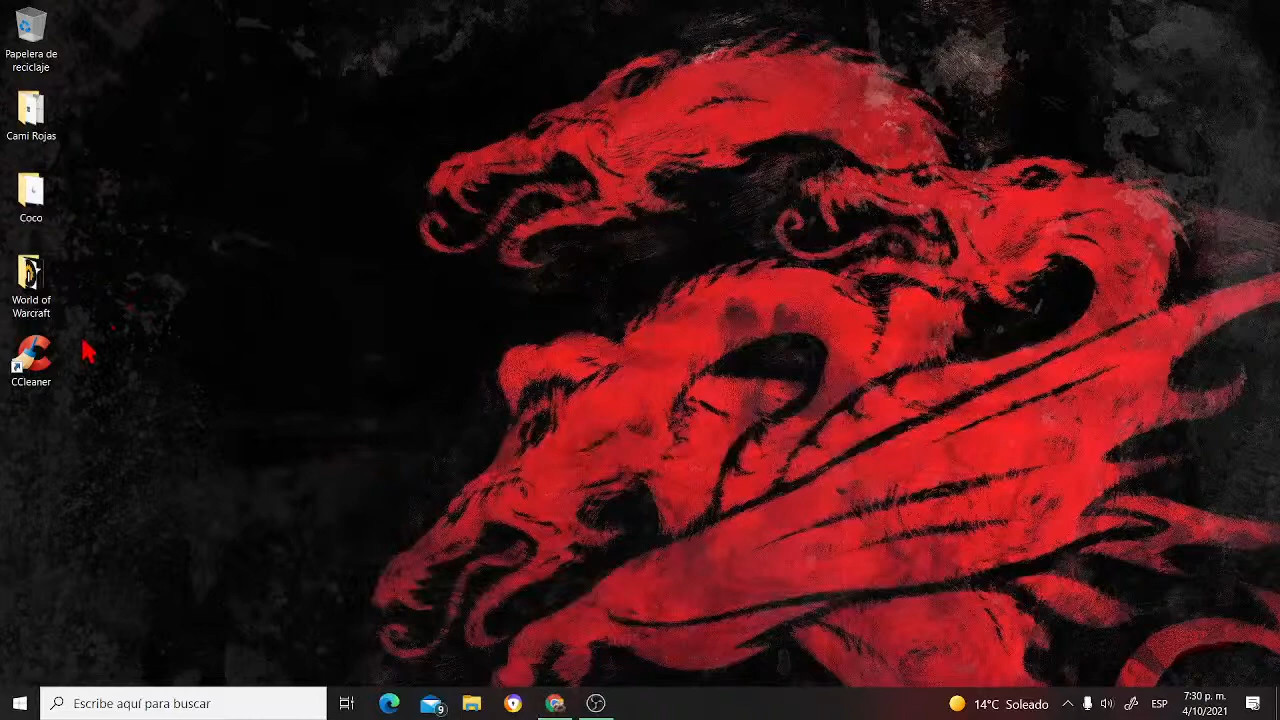 Papelera de
reciclaje
Cami Rojas
Coco
World of
Warcraft
CCleaner
Escribe aquí para buscar
9
14°C Soleado
ESP
7:30 p. m.
4/10/2021